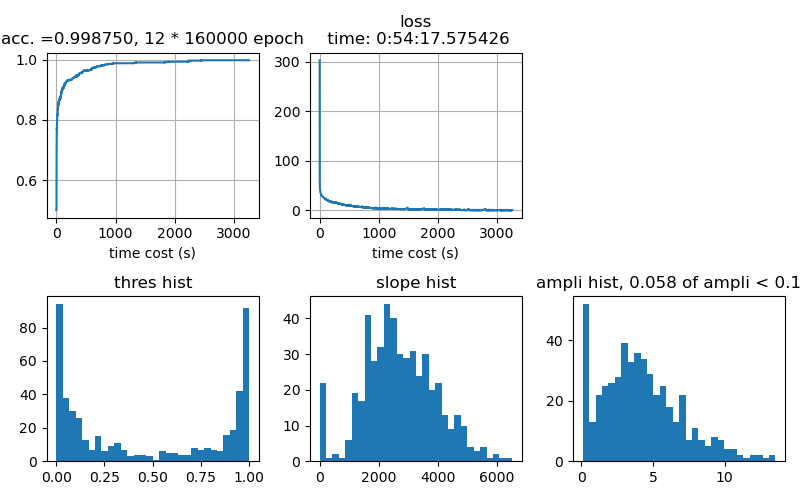 acc. =0.998750, 12 * 160000 epoch
1.0
0.8
0.6
0 1000 2000 3000
time cost (s)
loss
time: 0:54:17.575426
300
200
100
0
0 1000 2000 3000
time cost (s)
thres hist
80
60
40
20
0
0.00 0.25 0.50 0.75 1.00
slope hist
40
30
20
10
0
0 2000 4000 6000
ampli hist, 0.058 of ampli < 0.1
40
20
0
0 5 10